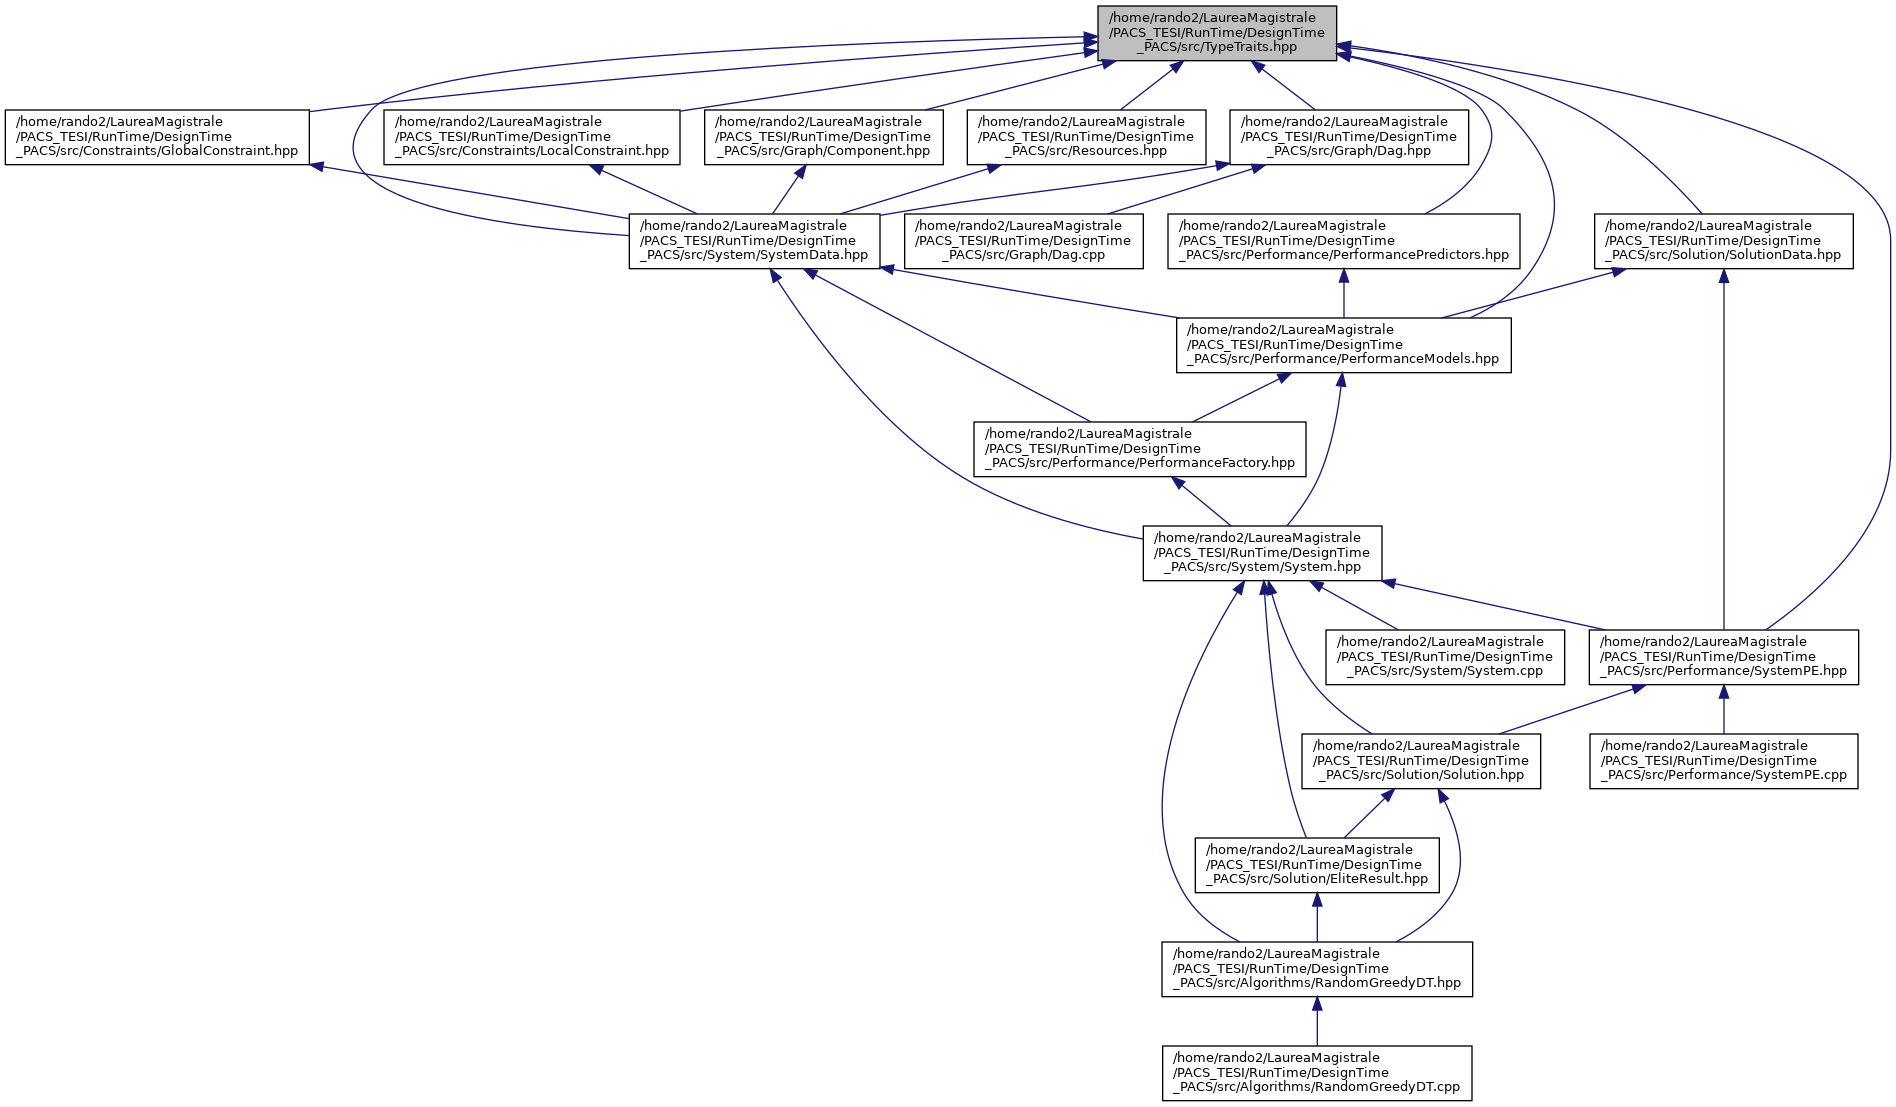 /home/rando2/LaureaMagistrale
/PACS_TESI/RunTime/DesignTime
_PACS/src/TypeTraits.hpp
/home/rando2/LaureaMagistrale
/PACS_TESI/RunTime/DesignTime
_PACS/src/Constraints/GlobalConstraint.hpp
/home/rando2/LaureaMagistrale
/PACS_TESI/RunTime/DesignTime
_PACS/src/Constraints/LocalConstraint.hpp
/home/rando2/LaureaMagistrale
/PACS_TESI/RunTime/DesignTime
_PACS/src/Graph/Component.hpp
/home/rando2/LaureaMagistrale
/PACS_TESI/RunTime/DesignTime
_PACS/src/Resources.hpp
/home/rando2/LaureaMagistrale
/PACS_TESI/RunTime/DesignTime
_PACS/src/Graph/Dag.hpp
/home/rando2/LaureaMagistrale
/PACS_TESI/RunTime/DesignTime
_PACS/src/System/SystemData.hpp
/home/rando2/LaureaMagistrale
/PACS_TESI/RunTime/DesignTime
_PACS/src/Graph/Dag.cpp
/home/rando2/LaureaMagistrale
/PACS_TESI/RunTime/DesignTime
_PACS/src/Performance/PerformancePredictors.hpp
/home/rando2/LaureaMagistrale
/PACS_TESI/RunTime/DesignTime
_PACS/src/Solution/SolutionData.hpp
/home/rando2/LaureaMagistrale
/PACS_TESI/RunTime/DesignTime
_PACS/src/Performance/PerformanceModels.hpp
/home/rando2/LaureaMagistrale
/PACS_TESI/RunTime/DesignTime
_PACS/src/Performance/PerformanceFactory.hpp
/home/rando2/LaureaMagistrale
/PACS_TESI/RunTime/DesignTime
_PACS/src/System/System.hpp
/home/rando2/LaureaMagistrale
/PACS_TESI/RunTime/DesignTime
_PACS/src/System/System.cpp
/home/rando2/LaureaMagistrale
/PACS_TESI/RunTime/DesignTime
_PACS/src/Performance/SystemPE.hpp
/home/rando2/LaureaMagistrale
/PACS_TESI/RunTime/DesignTime
_PACS/src/Solution/Solution.hpp
/home/rando2/LaureaMagistrale
/PACS_TESI/RunTime/DesignTime
_PACS/src/Performance/SystemPE.cpp
/home/rando2/LaureaMagistrale
/PACS_TESI/RunTime/DesignTime
_PACS/src/Solution/EliteResult.hpp
/home/rando2/LaureaMagistrale
/PACS_TESI/RunTime/DesignTime
_PACS/src/Algorithms/RandomGreedyDT.hpp
/home/rando2/LaureaMagistrale
/PACS_TESI/RunTime/DesignTime
_PACS/src/Algorithms/RandomGreedyDT.cpp